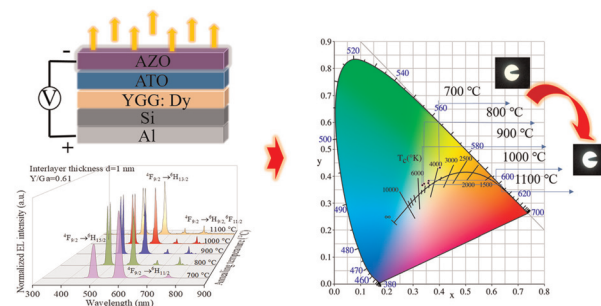 -
AZO
ATO
YGG: Dy
Si
Al
V
+
Interlayer thickness d=1 nm
Y/Ga=0.61
Normalized EL intensity (a.u.)
⁴F₉/₂→⁶H₁₃/₂
⁴F₉/₂→⁶H₁₅/₂
⁴F₉/₂→⁶H₉/₂, ⁶F₁₁/₂
⁴F₉/₂→⁶H₁₁/₂
1100 °C
1000 °C
900 °C
800 °C
700 °C
300 400 500 600 700 800 900
Wavelength (nm)
0.9
0.8
0.7
0.6
0.5
y
0.4
0.3
0.2
0.1
0.0
0.0 0.1 0.2 0.3 0.4 0.5 0.6 0.7 0.8
x
520
540
560
580
600
620
700
500
490
480
470
460
380
Tc(°K)
10000
6000
4000
3000
2500
2000
1500
∞
700 °C
800 °C
900 °C
1000 °C
1100 °C